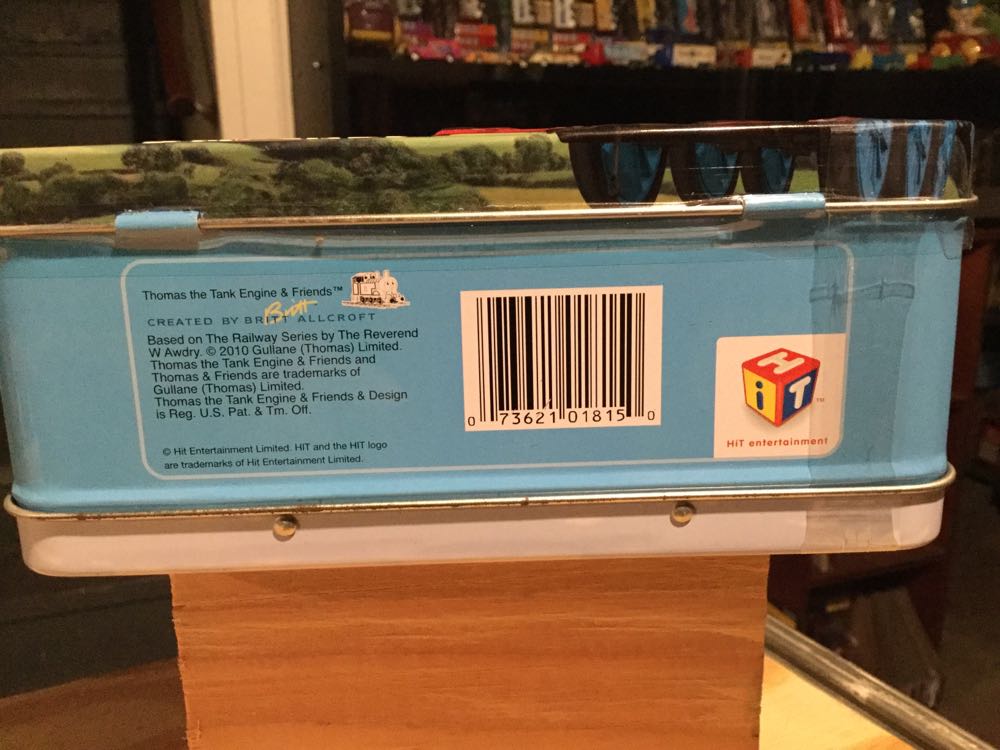 Thomas the Tank Engine & Friends™
Britt
CREATED BY BRITT ALLCROFT
Based on The Railway Series by The Reverend
W Awdry. © 2010 Gullane (Thomas) Limited.
Thomas the Tank Engine & Friends and
Thomas & Friends are trademarks of
Gullane (Thomas) Limited.
Thomas the Tank Engine & Friends & Design
is Reg. U.S. Pat. & Tm. Off.
© Hit Entertainment Limited. HIT and the HIT logo
are trademarks of Hit Entertainment Limited.
0 73621 01815 0
HiT
TM
HiT entertainment